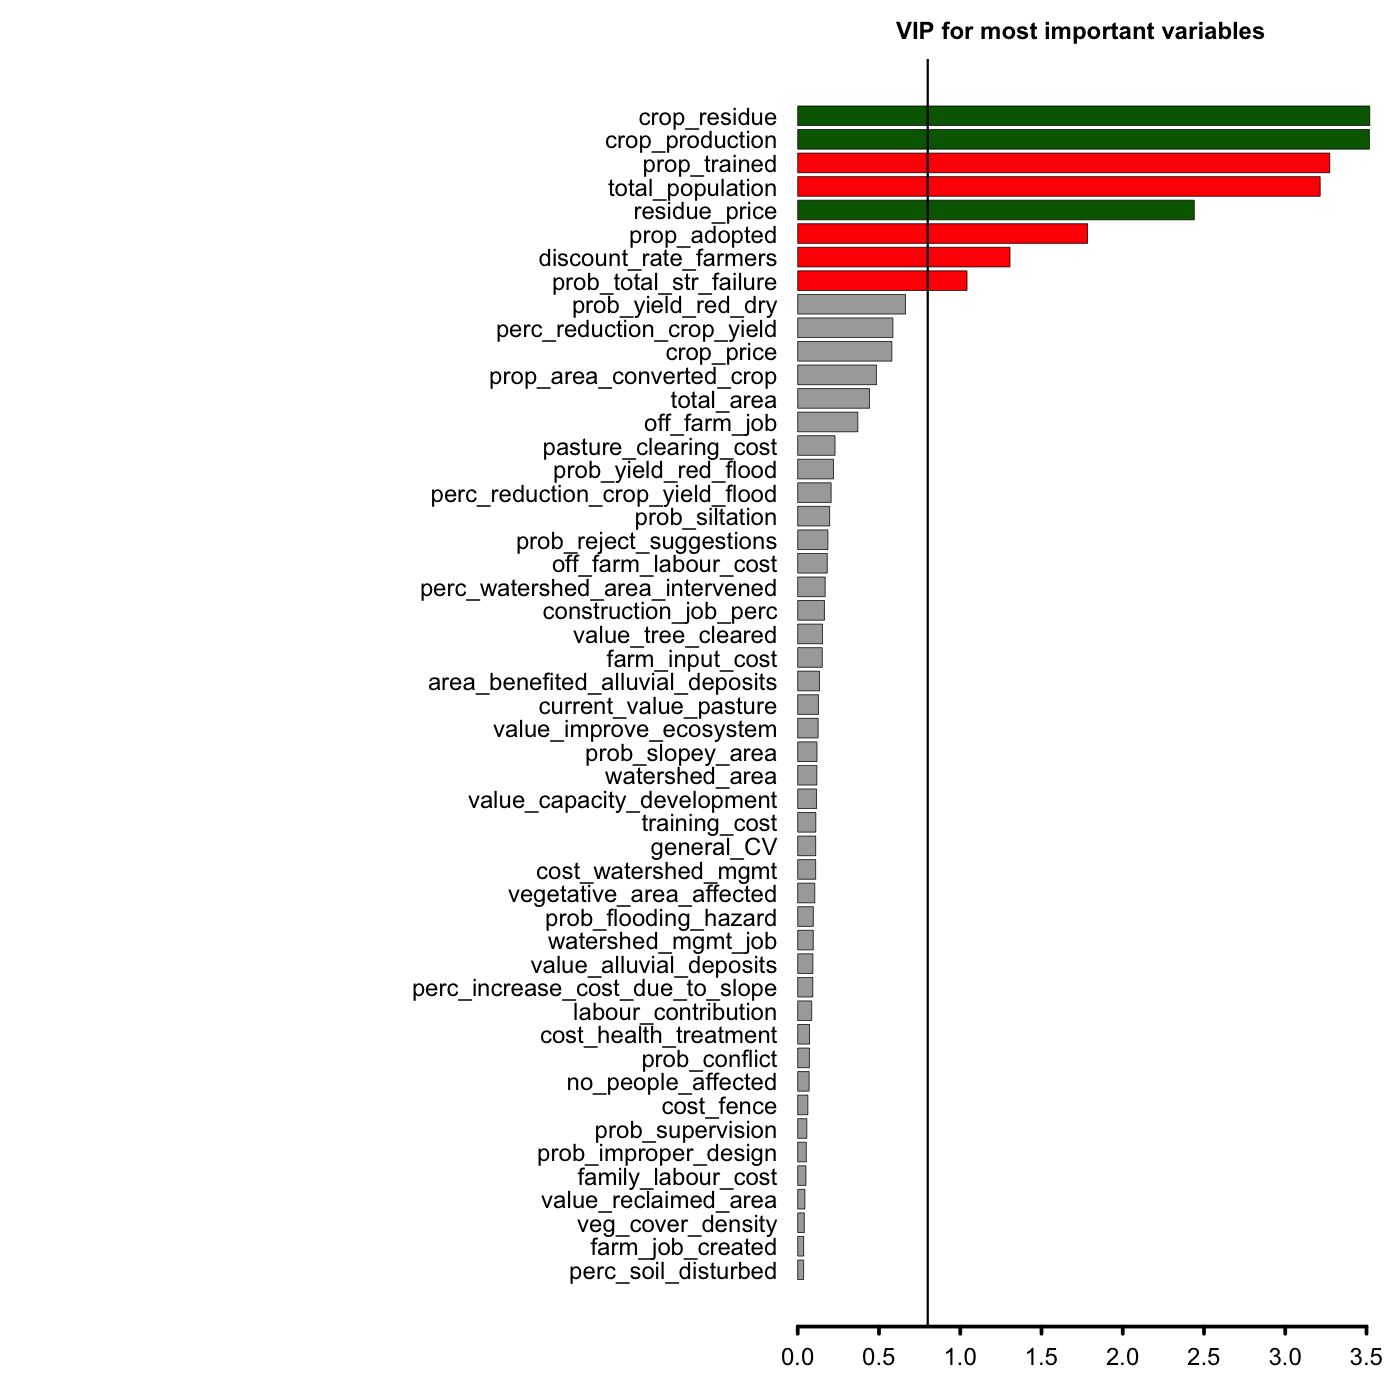 VIP for most important variables
crop_residue
crop_production
prop_trained
total_population
residue_price
prop_adopted
discount_rate_farmers
prob_total_str_failure
prob_yield_red_dry
perc_reduction_crop_yield
crop_price
prop_area_converted_crop
total_area
off_farm_job
pasture_clearing_cost
prob_yield_red_flood
perc_reduction_crop_yield_flood
prob_siltation
prob_reject_suggestions
off_farm_labour_cost
perc_watershed_area_intervened
construction_job_perc
value_tree_cleared
farm_input_cost
area_benefited_alluvial_deposits
current_value_pasture
value_improve_ecosystem
prob_slopey_area
watershed_area
value_capacity_development
training_cost
general_CV
cost_watershed_mgmt
vegetative_area_affected
prob_flooding_hazard
watershed_mgmt_job
value_alluvial_deposits
perc_increase_cost_due_to_slope
labour_contribution
cost_health_treatment
prob_conflict
no_people_affected
cost_fence
prob_supervision
prob_improper_design
family_labour_cost
value_reclaimed_area
veg_cover_density
farm_job_created
perc_soil_disturbed
0.0 0.5 1.0 1.5 2.0 2.5 3.0 3.5